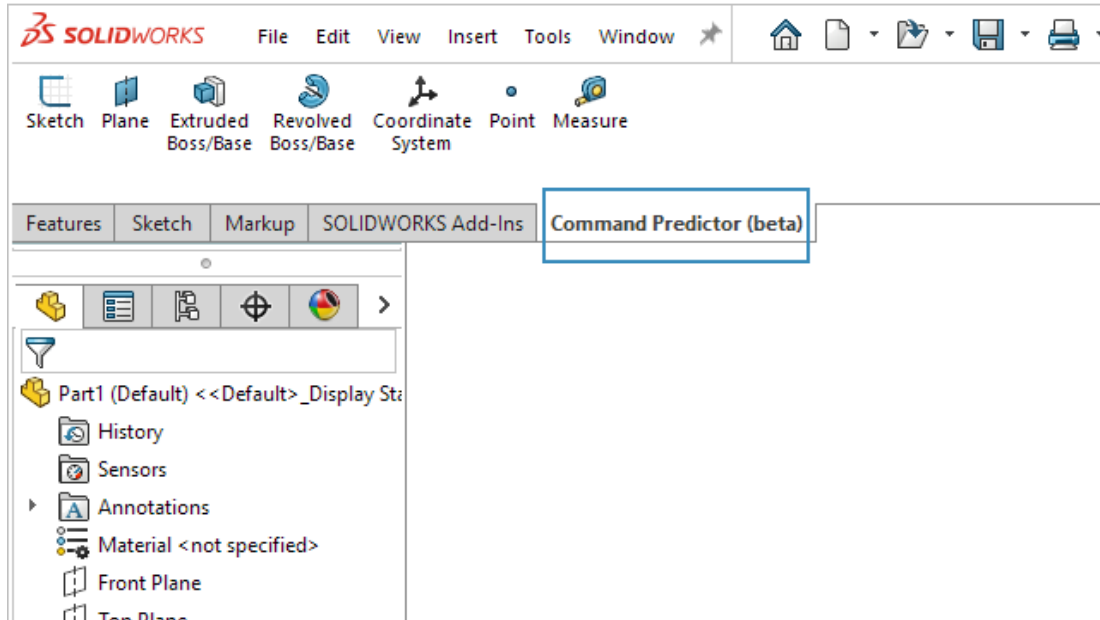 SOLIDWORKS File Edit View Insert Tools Window
Sketch Plane Extruded Revolved Coordinate Point Measure
Boss/Base Boss/Base System
Features Sketch Markup SOLIDWORKS Add-Ins Command Predictor (beta)
Part1 (Default) <<Default>_Display Sta
History
Sensors
A Annotations
Material <not specified>
Front Plane
Top Plane